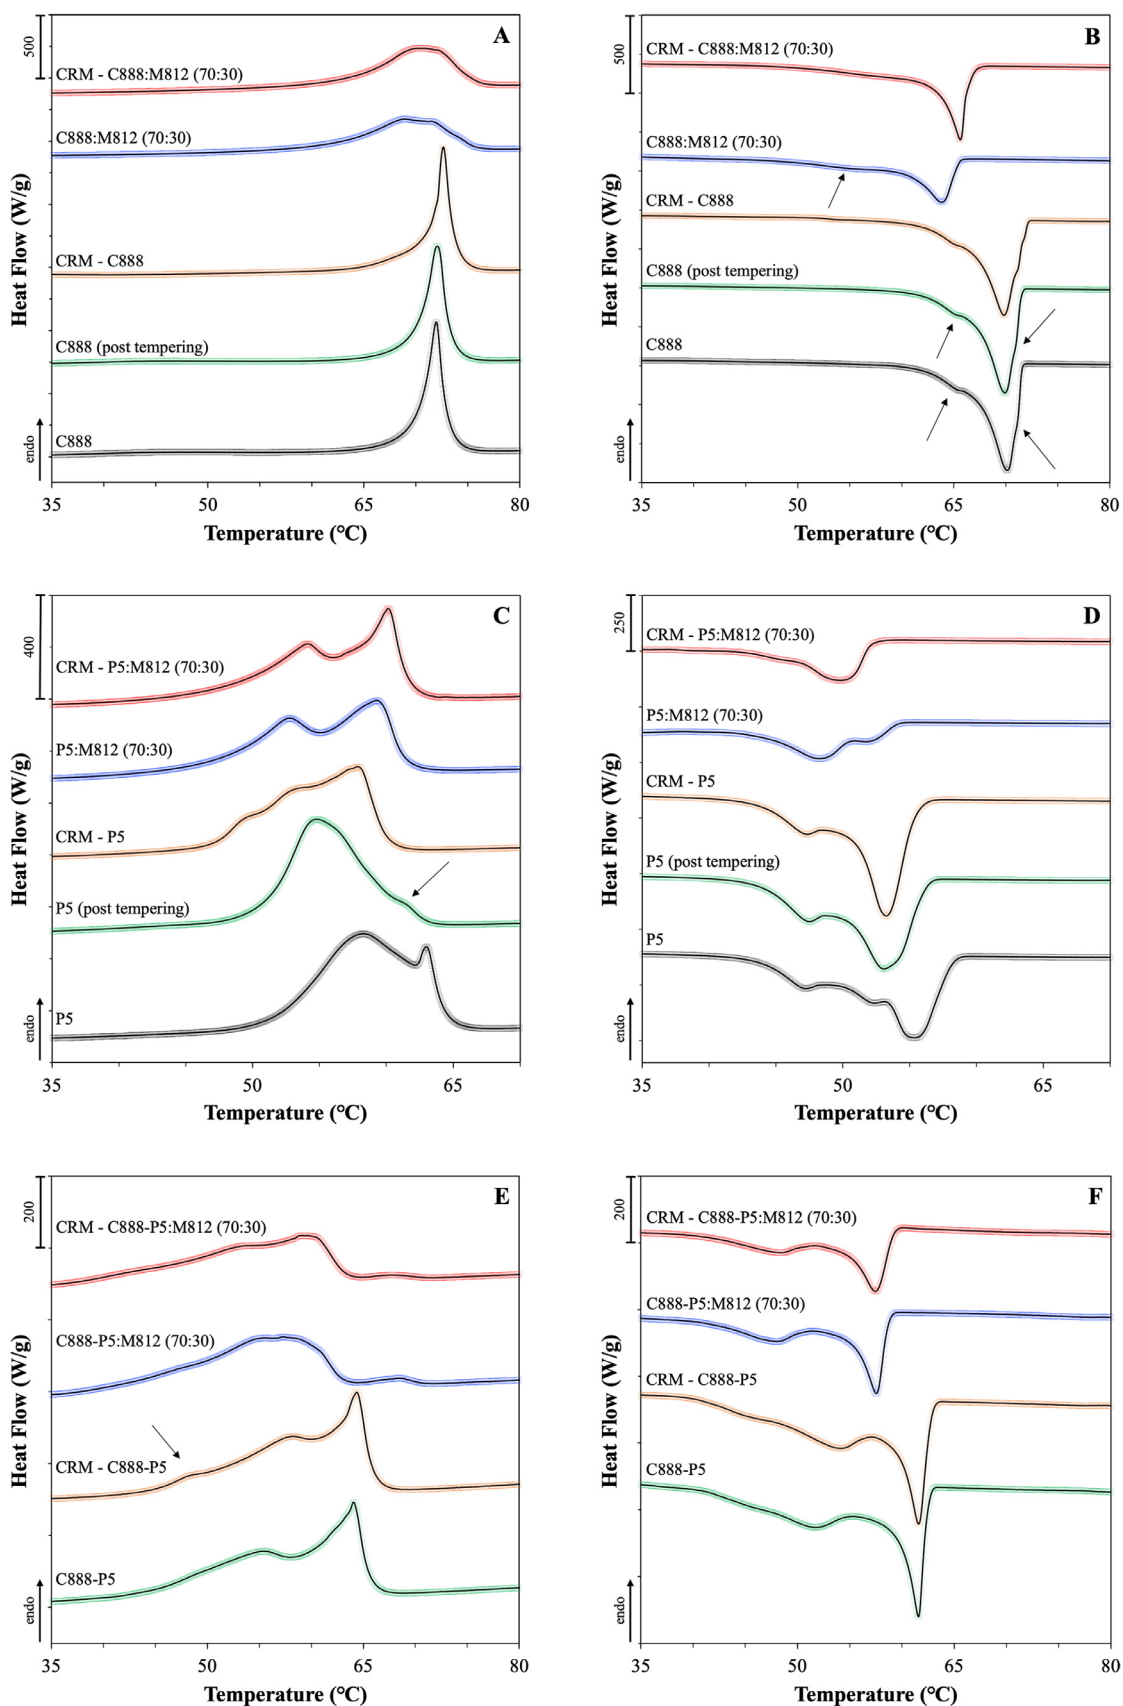 A
500
CRM - C888:M812 (70:30)
C888:M812 (70:30)
CRM - C888
C888 (post tempering)
C888
endo
Heat Flow (W/g)
35
50
65
80
Temperature (°C)
B
500
CRM - C888:M812 (70:30)
C888:M812 (70:30)
CRM - C888
C888 (post tempering)
C888
endo
Heat Flow (W/g)
35
50
65
80
Temperature (°C)
C
400
CRM - P5:M812 (70:30)
P5:M812 (70:30)
CRM - P5
P5 (post tempering)
P5
endo
Heat Flow (W/g)
35
50
65
Temperature (°C)
D
250
CRM - P5:M812 (70:30)
P5:M812 (70:30)
CRM - P5
P5 (post tempering)
P5
endo
Heat Flow (W/g)
35
50
65
Temperature (°C)
E
200
CRM - C888-P5:M812 (70:30)
C888-P5:M812 (70:30)
CRM - C888-P5
C888-P5
endo
Heat Flow (W/g)
35
50
65
80
Temperature (°C)
F
200
CRM - C888-P5:M812 (70:30)
C888-P5:M812 (70:30)
CRM - C888-P5
C888-P5
endo
Heat Flow (W/g)
35
50
65
80
Temperature (°C)